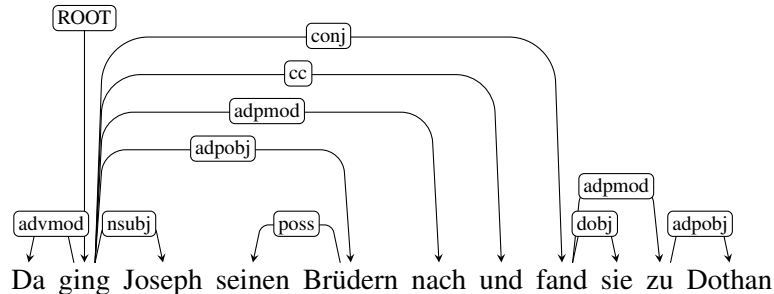 ROOT
conj
cc
adpmod
adpobj
adpmod
advmod nsubj poss dobj adpobj
Da ging Joseph seinen Brüdern nach und fand sie zu Dothan